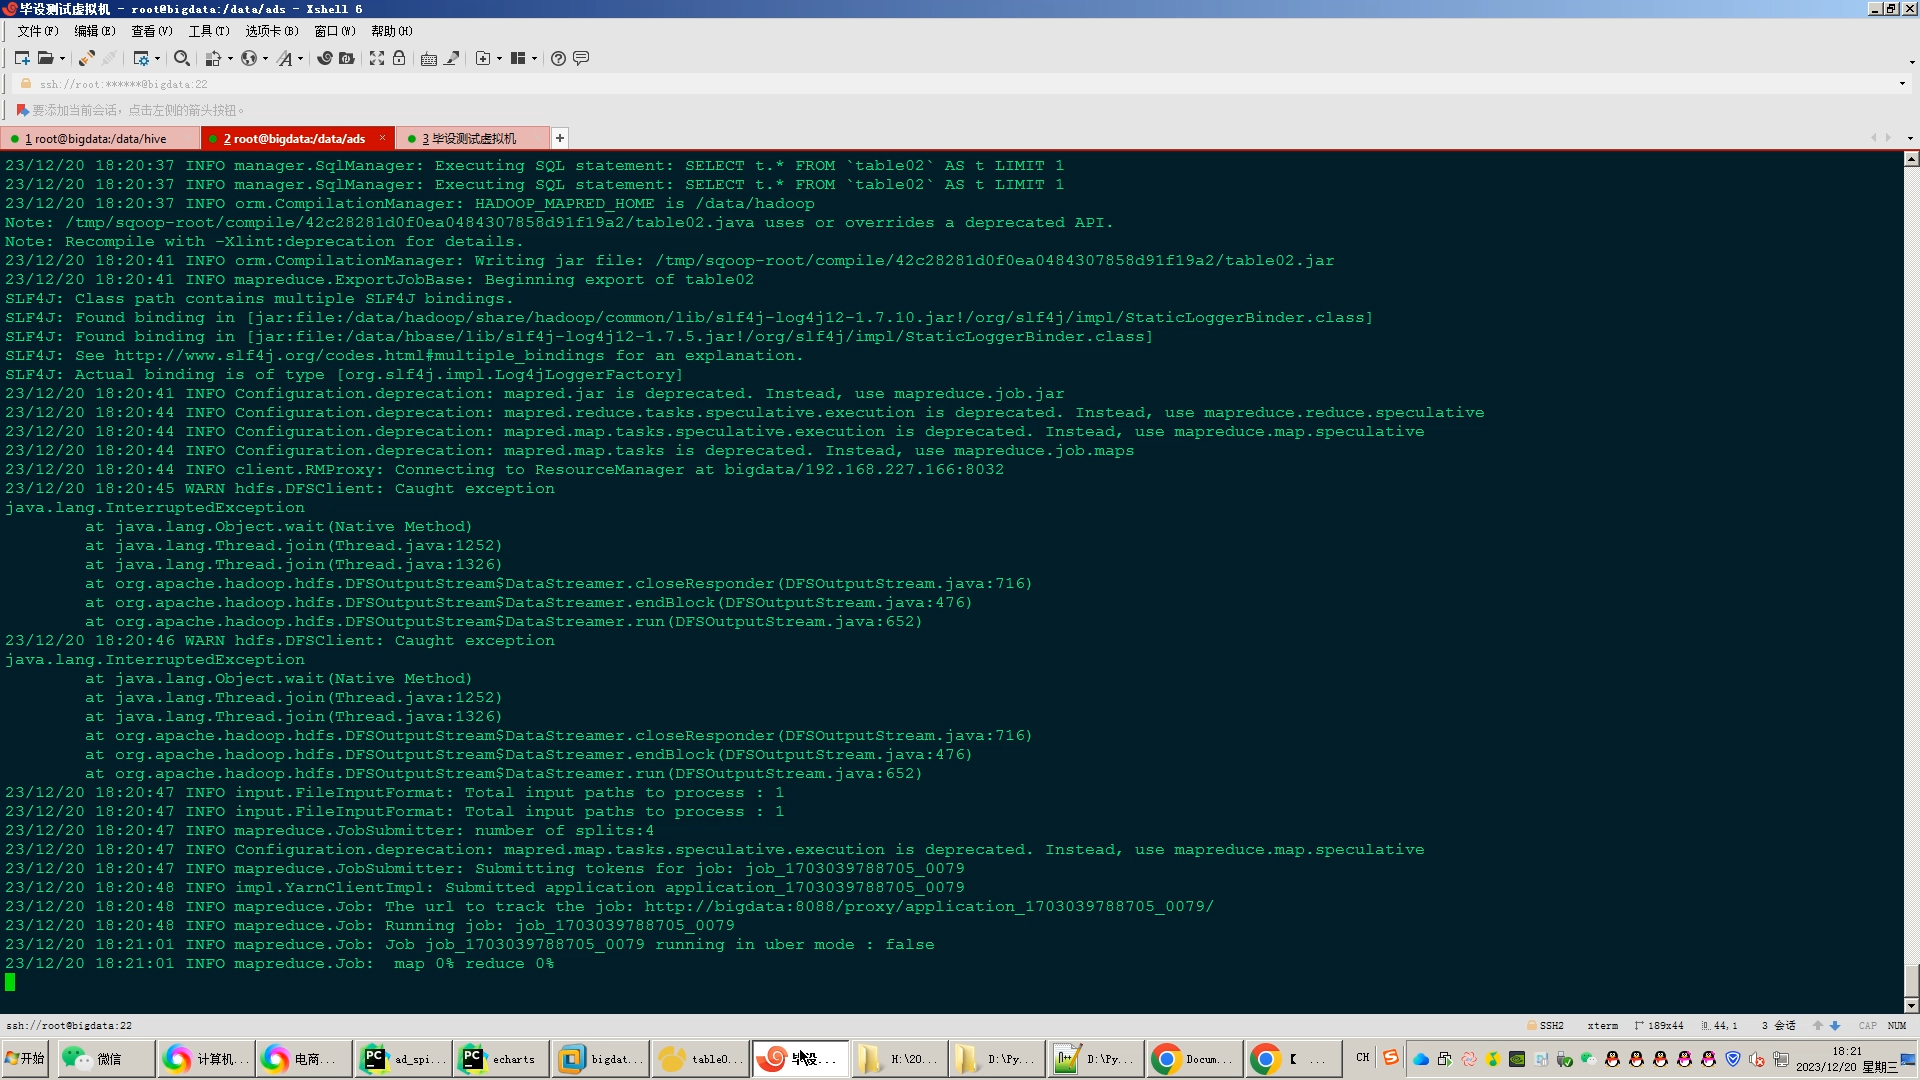 毕设测试虚拟机 - root@bigdata:/data/ads - Xshell 6
文件(F) 编辑(E) 查看(V) 工具(T) 选项卡(B) 窗口(W) 帮助(H)
ssh://root:******@bigdata:22
要添加当前会话，点击左侧的箭头按钮。
1 root@bigdata:/data/hive 2 root@bigdata:/data/ads × 3 毕设测试虚拟机 +
23/12/20 18:20:37 INFO manager.SqlManager: Executing SQL statement: SELECT t.* FROM `table02` AS t LIMIT 1
23/12/20 18:20:37 INFO manager.SqlManager: Executing SQL statement: SELECT t.* FROM `table02` AS t LIMIT 1
23/12/20 18:20:37 INFO orm.CompilationManager: HADOOP_MAPRED_HOME is /data/hadoop
Note: /tmp/sqoop-root/compile/42c28281d0f0ea0484307858d91f19a2/table02.java uses or overrides a deprecated API.
Note: Recompile with -Xlint:deprecation for details.
23/12/20 18:20:41 INFO orm.CompilationManager: Writing jar file: /tmp/sqoop-root/compile/42c28281d0f0ea0484307858d91f19a2/table02.jar
23/12/20 18:20:41 INFO mapreduce.ExportJobBase: Beginning export of table02
SLF4J: Class path contains multiple SLF4J bindings.
SLF4J: Found binding in [jar:file:/data/hadoop/share/hadoop/common/lib/slf4j-log4j12-1.7.10.jar!/org/slf4j/impl/StaticLoggerBinder.class]
SLF4J: Found binding in [jar:file:/data/hbase/lib/slf4j-log4j12-1.7.5.jar!/org/slf4j/impl/StaticLoggerBinder.class]
SLF4J: See http://www.slf4j.org/codes.html#multiple_bindings for an explanation.
SLF4J: Actual binding is of type [org.slf4j.impl.Log4jLoggerFactory]
23/12/20 18:20:41 INFO Configuration.deprecation: mapred.jar is deprecated. Instead, use mapreduce.job.jar
23/12/20 18:20:44 INFO Configuration.deprecation: mapred.reduce.tasks.speculative.execution is deprecated. Instead, use mapreduce.reduce.speculative
23/12/20 18:20:44 INFO Configuration.deprecation: mapred.map.tasks.speculative.execution is deprecated. Instead, use mapreduce.map.speculative
23/12/20 18:20:44 INFO Configuration.deprecation: mapred.map.tasks is deprecated. Instead, use mapreduce.job.maps
23/12/20 18:20:44 INFO client.RMProxy: Connecting to ResourceManager at bigdata/192.168.227.166:8032
23/12/20 18:20:45 WARN hdfs.DFSClient: Caught exception
java.lang.InterruptedException
at java.lang.Object.wait(Native Method)
at java.lang.Thread.join(Thread.java:1252)
at java.lang.Thread.join(Thread.java:1326)
at org.apache.hadoop.hdfs.DFSOutputStream$DataStreamer.closeResponder(DFSOutputStream.java:716)
at org.apache.hadoop.hdfs.DFSOutputStream$DataStreamer.endBlock(DFSOutputStream.java:476)
at org.apache.hadoop.hdfs.DFSOutputStream$DataStreamer.run(DFSOutputStream.java:652)
23/12/20 18:20:46 WARN hdfs.DFSClient: Caught exception
java.lang.InterruptedException
at java.lang.Object.wait(Native Method)
at java.lang.Thread.join(Thread.java:1252)
at java.lang.Thread.join(Thread.java:1326)
at org.apache.hadoop.hdfs.DFSOutputStream$DataStreamer.closeResponder(DFSOutputStream.java:716)
at org.apache.hadoop.hdfs.DFSOutputStream$DataStreamer.endBlock(DFSOutputStream.java:476)
at org.apache.hadoop.hdfs.DFSOutputStream$DataStreamer.run(DFSOutputStream.java:652)
23/12/20 18:20:47 INFO input.FileInputFormat: Total input paths to process : 1
23/12/20 18:20:47 INFO input.FileInputFormat: Total input paths to process : 1
23/12/20 18:20:47 INFO mapreduce.JobSubmitter: number of splits:4
23/12/20 18:20:47 INFO Configuration.deprecation: mapred.map.tasks.speculative.execution is deprecated. Instead, use mapreduce.map.speculative
23/12/20 18:20:47 INFO mapreduce.JobSubmitter: Submitting tokens for job: job_1703039788705_0079
23/12/20 18:20:48 INFO impl.YarnClientImpl: Submitted application application_1703039788705_0079
23/12/20 18:20:48 INFO mapreduce.Job: The url to track the job: http://bigdata:8088/proxy/application_1703039788705_0079/
23/12/20 18:20:48 INFO mapreduce.Job: Running job: job_1703039788705_0079
23/12/20 18:21:01 INFO mapreduce.Job: Job job_1703039788705_0079 running in uber mode : false
23/12/20 18:21:01 INFO mapreduce.Job:  map 0% reduce 0%
ssh://root@bigdata:22 SSH2 xterm 189x44 44,1 3 会话 CAP NUM
开始 微信 计算机... 电商... ad_spi... echarts bigdat... table0... 毕设... H:\20... D:\Py... D:\Py... Docum... 【 ... CH 18:21
2023/12/20 星期三